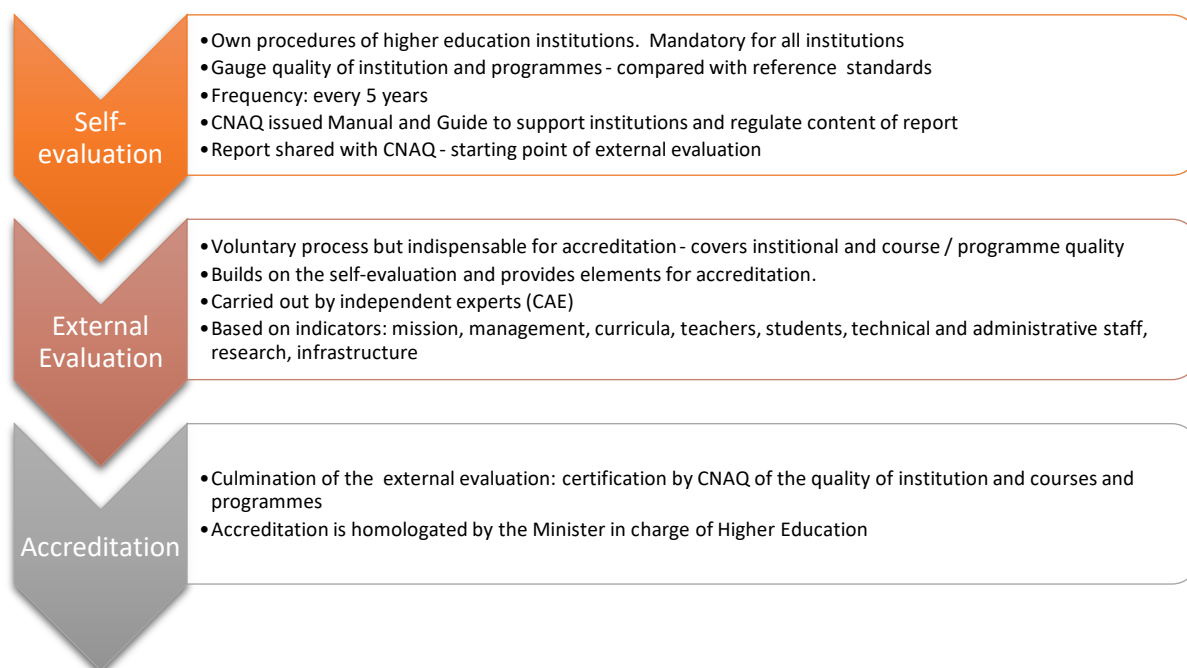 Self-
evaluation
•Own procedures of higher education institutions.  Mandatory for all institutions
•Gauge quality of institution and programmes - compared with reference  standards
•Frequency: every 5 years
•CNAQ issued Manual and Guide to support institutions and regulate content of report
•Report shared with CNAQ - starting point of external evaluation
External
Evaluation
•Voluntary process but indispensable for accreditation - covers institional and course / programme quality
•Builds on the self-evaluation and provides elements for accreditation.
•Carried out by independent experts (CAE)
•Based on indicators: mission, management, curricula, teachers, students, technical and administrative staff,
research, infrastructure
Accreditation
•Culmination of the  external evaluation: certification by CNAQ of the quality of institution and courses and
programmes
•Accreditation is homologated by the Minister in charge of Higher Education